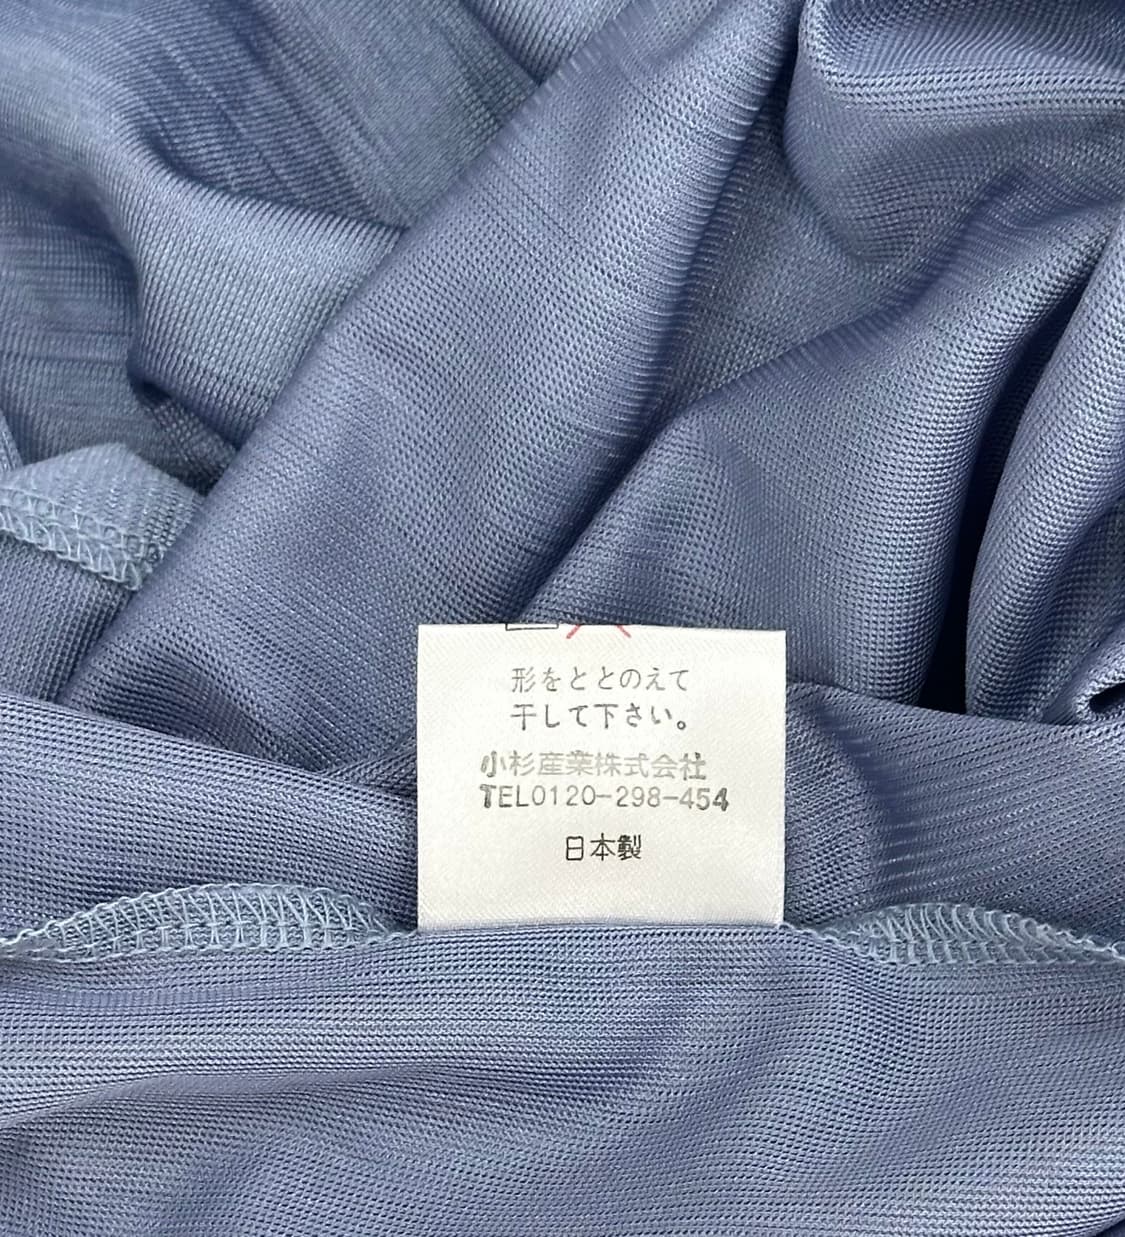 形をととのえて
干して下さい。
小杉産業株式会社
TEL0120-298-454
日本製